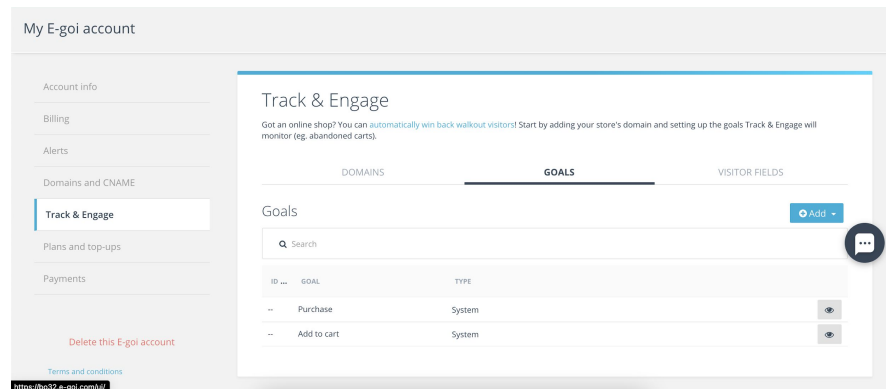 My E-goi account
Account info
Billing
Alerts
Domains and CNAME
Track & Engage
Plans and top-ups
Payments
Delete this E-goi account
Terms and conditions
https://bo32.e-goi.com/ui/
Track & Engage
Got an online shop? You can automatically win back walkout visitors! Start by adding your store's domain and setting up the goals Track & Engage will
monitor (eg. abandoned carts).
DOMAINS GOALS VISITOR FIELDS
Goals
Add
Search
ID ... GOAL TYPE
-- Purchase System
-- Add to cart System